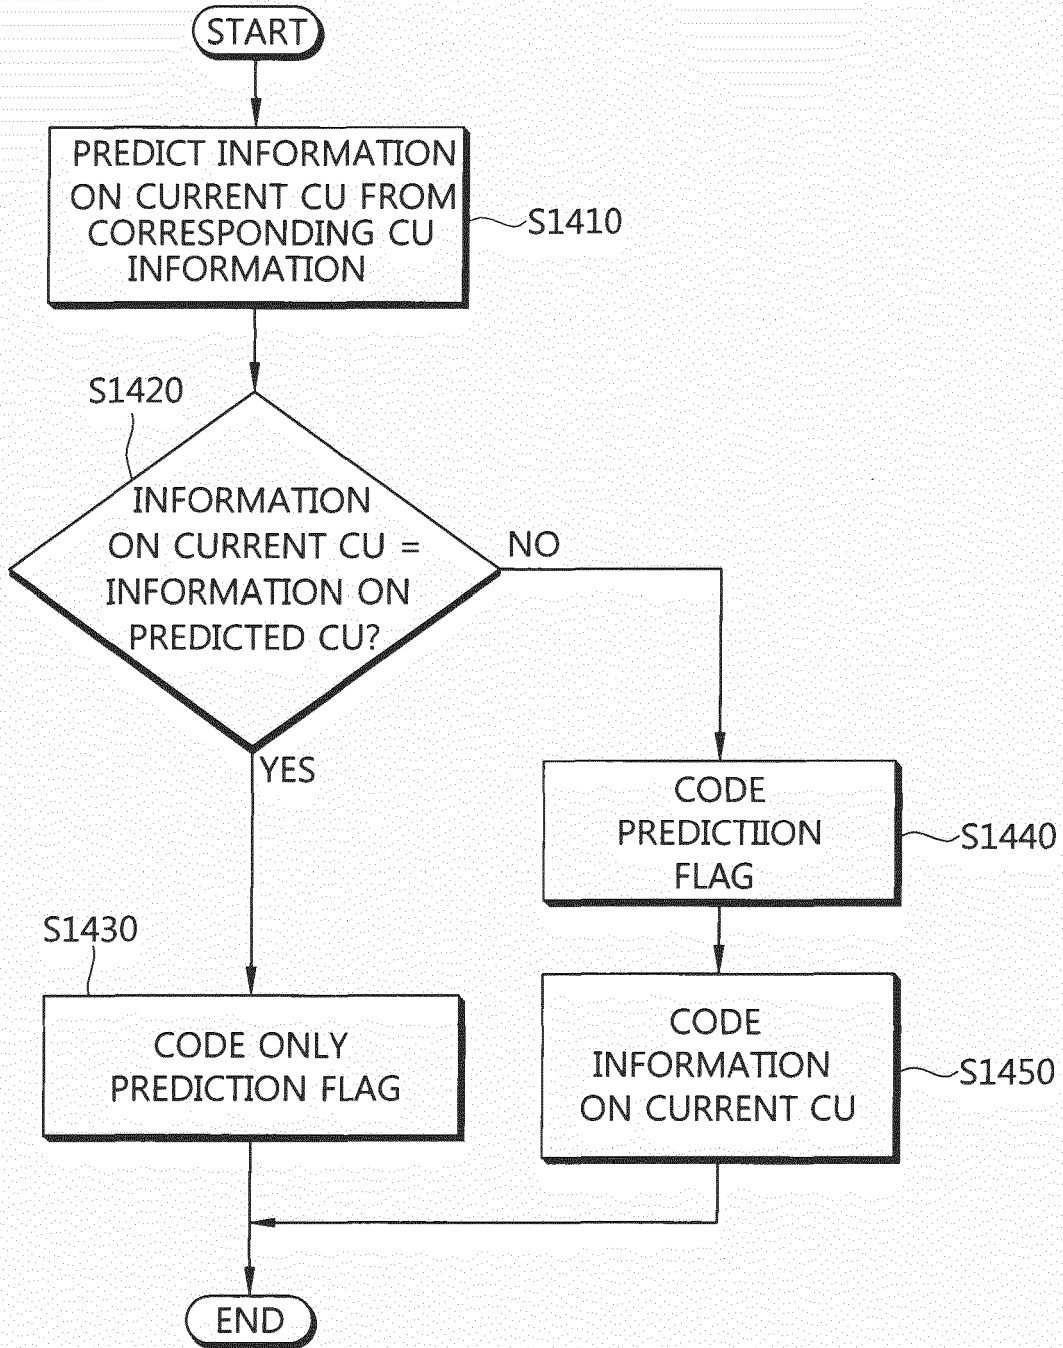 START
PREDICT INFORMATION
ON CURRENT CU FROM
CORRESPONDING CU
INFORMATION
S1410
S1420
INFORMATION
ON CURRENT CU =
INFORMATION ON
PREDICTED CU?
NO
YES
CODE
PREDICTIION
FLAG
S1440
S1430
CODE ONLY
PREDICTION FLAG
CODE
INFORMATION
ON CURRENT CU
S1450
END